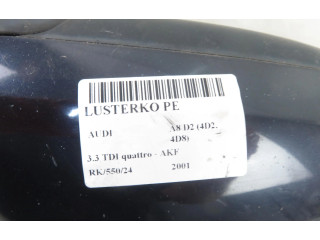 LUSTERKO PE
AUDI A8 D2 (4D2,
4D8)
3.3 TDI quattro - AKF
RK/550/24 2001